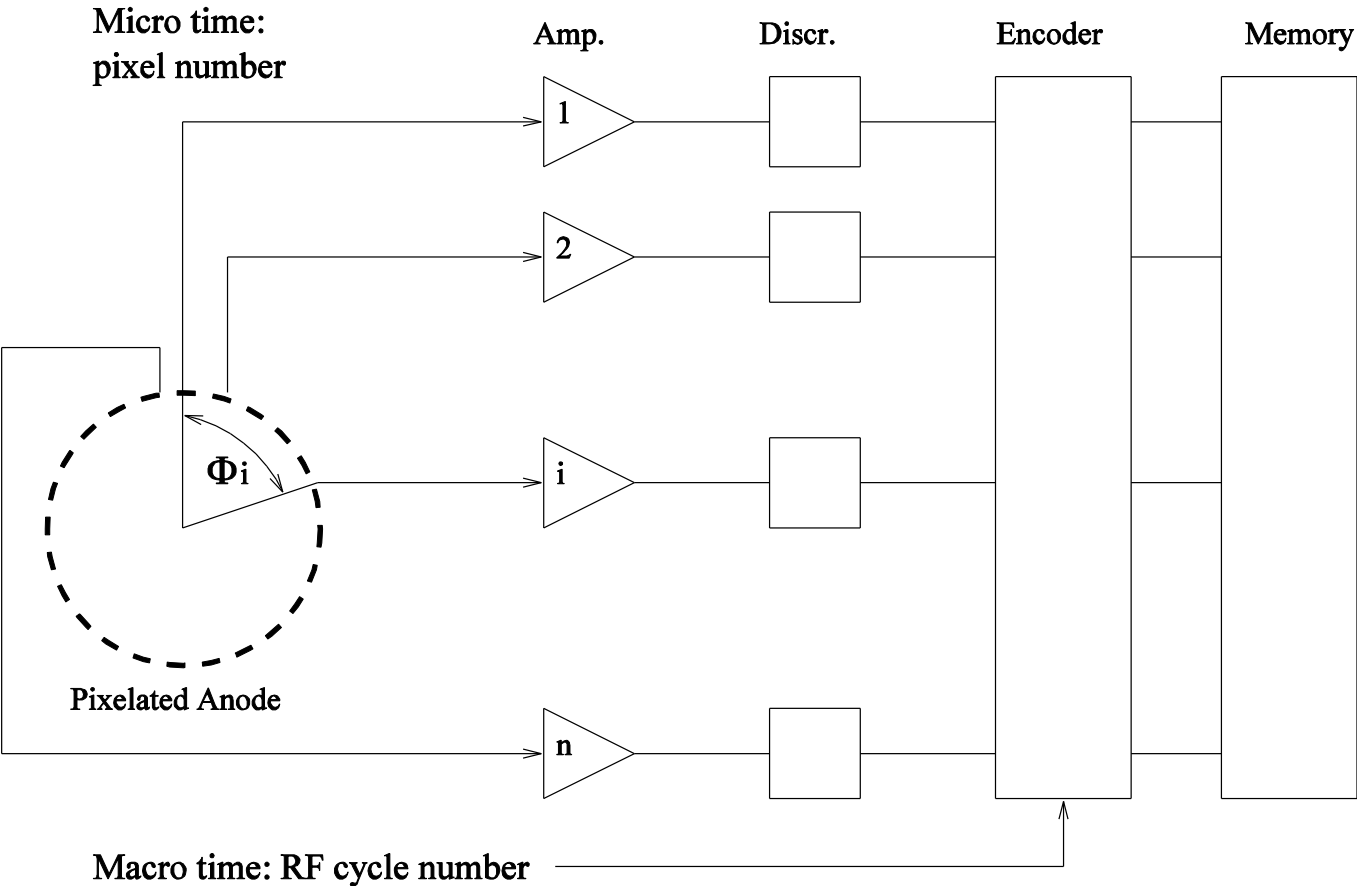 Micro time:
pixel number
Amp.
Discr.
Encoder
Memory
1
2
Φi
i
Pixelated Anode
n
Macro time: RF cycle number